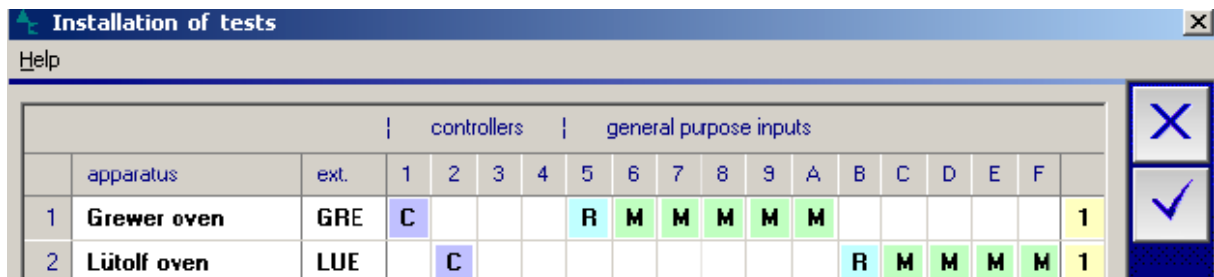 Installation of tests
Help
¦ controllers ¦ general purpose inputs
apparatus ext. 1 2 3 4 5 6 7 8 9 A B C D E F
1 Grewer oven GRE C R M M M M M 1
2 Lütolf oven LUE C R M M M M 1